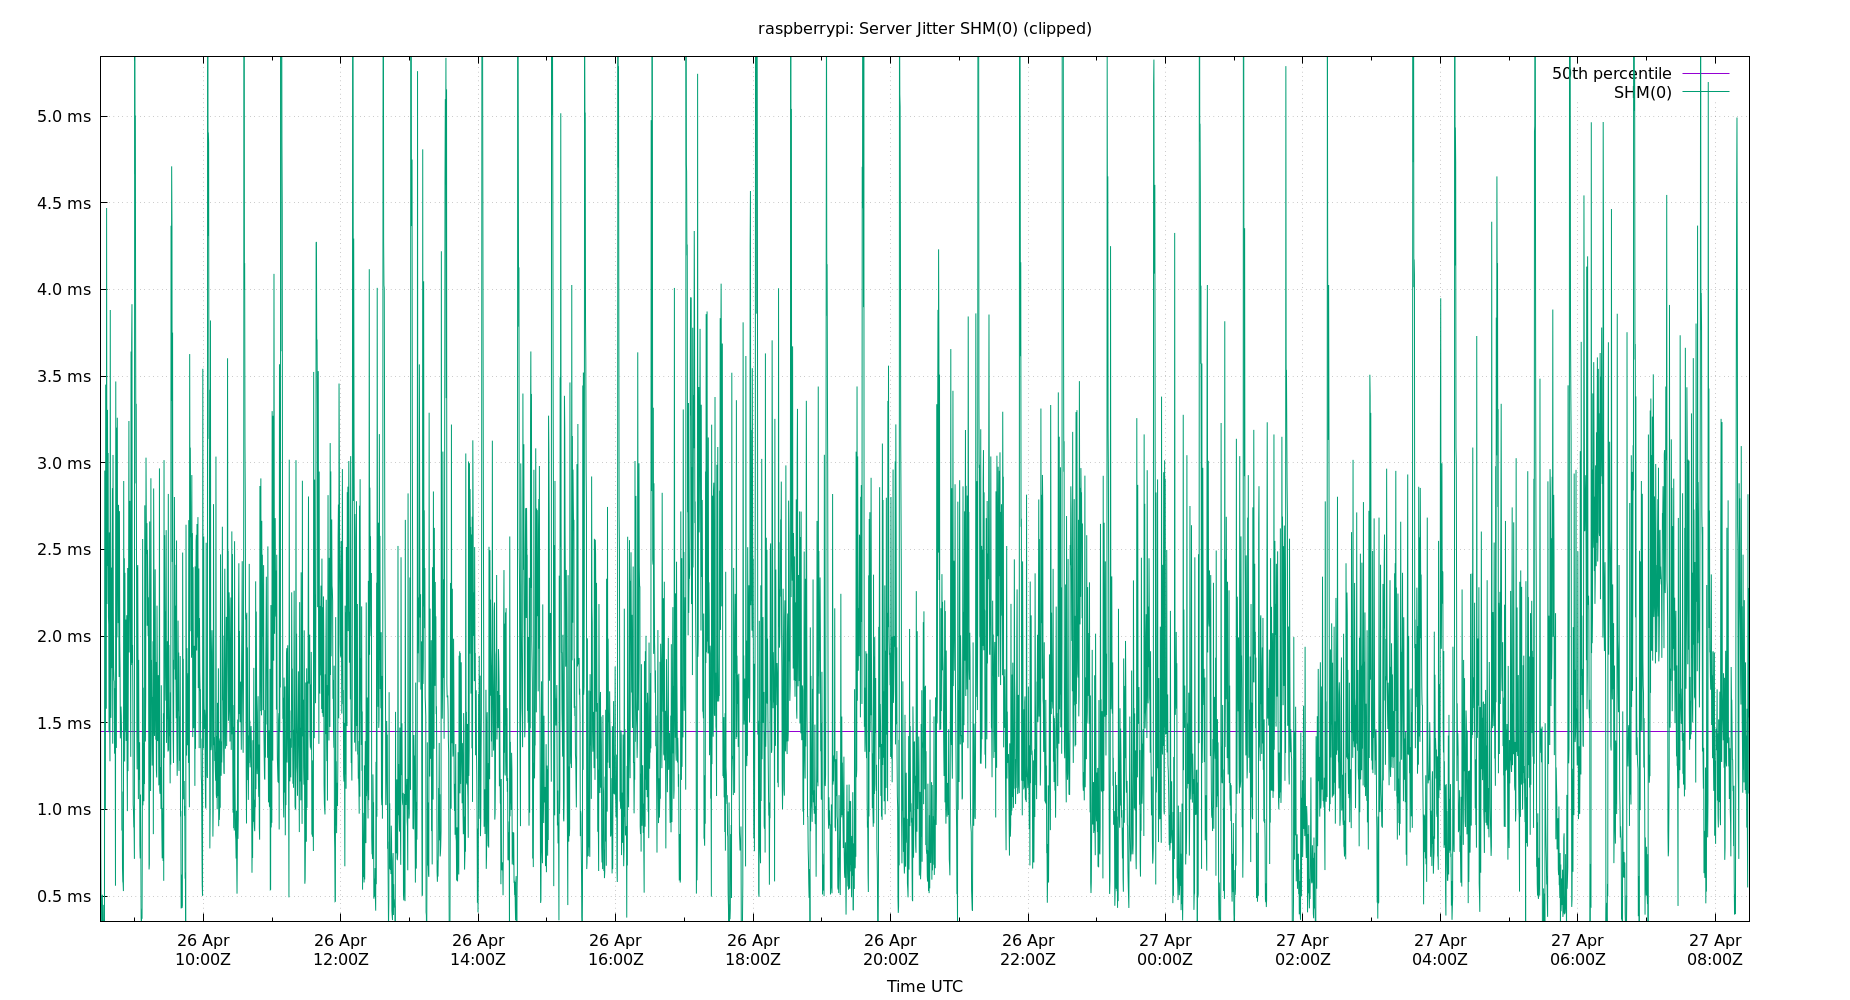 raspberrypi: Server Jitter SHM(0) (clipped)
50th percentile
SHM(0)
5.0 ms
4.5 ms
4.0 ms
3.5 ms
3.0 ms
2.5 ms
2.0 ms
1.5 ms
1.0 ms
0.5 ms
26 Apr 26 Apr 26 Apr 26 Apr 26 Apr 26 Apr 26 Apr 27 Apr 27 Apr 27 Apr 27 Apr 27 Apr
10:00Z 12:00Z 14:00Z 16:00Z 18:00Z 20:00Z 22:00Z 00:00Z 02:00Z 04:00Z 06:00Z 08:00Z
Time UTC